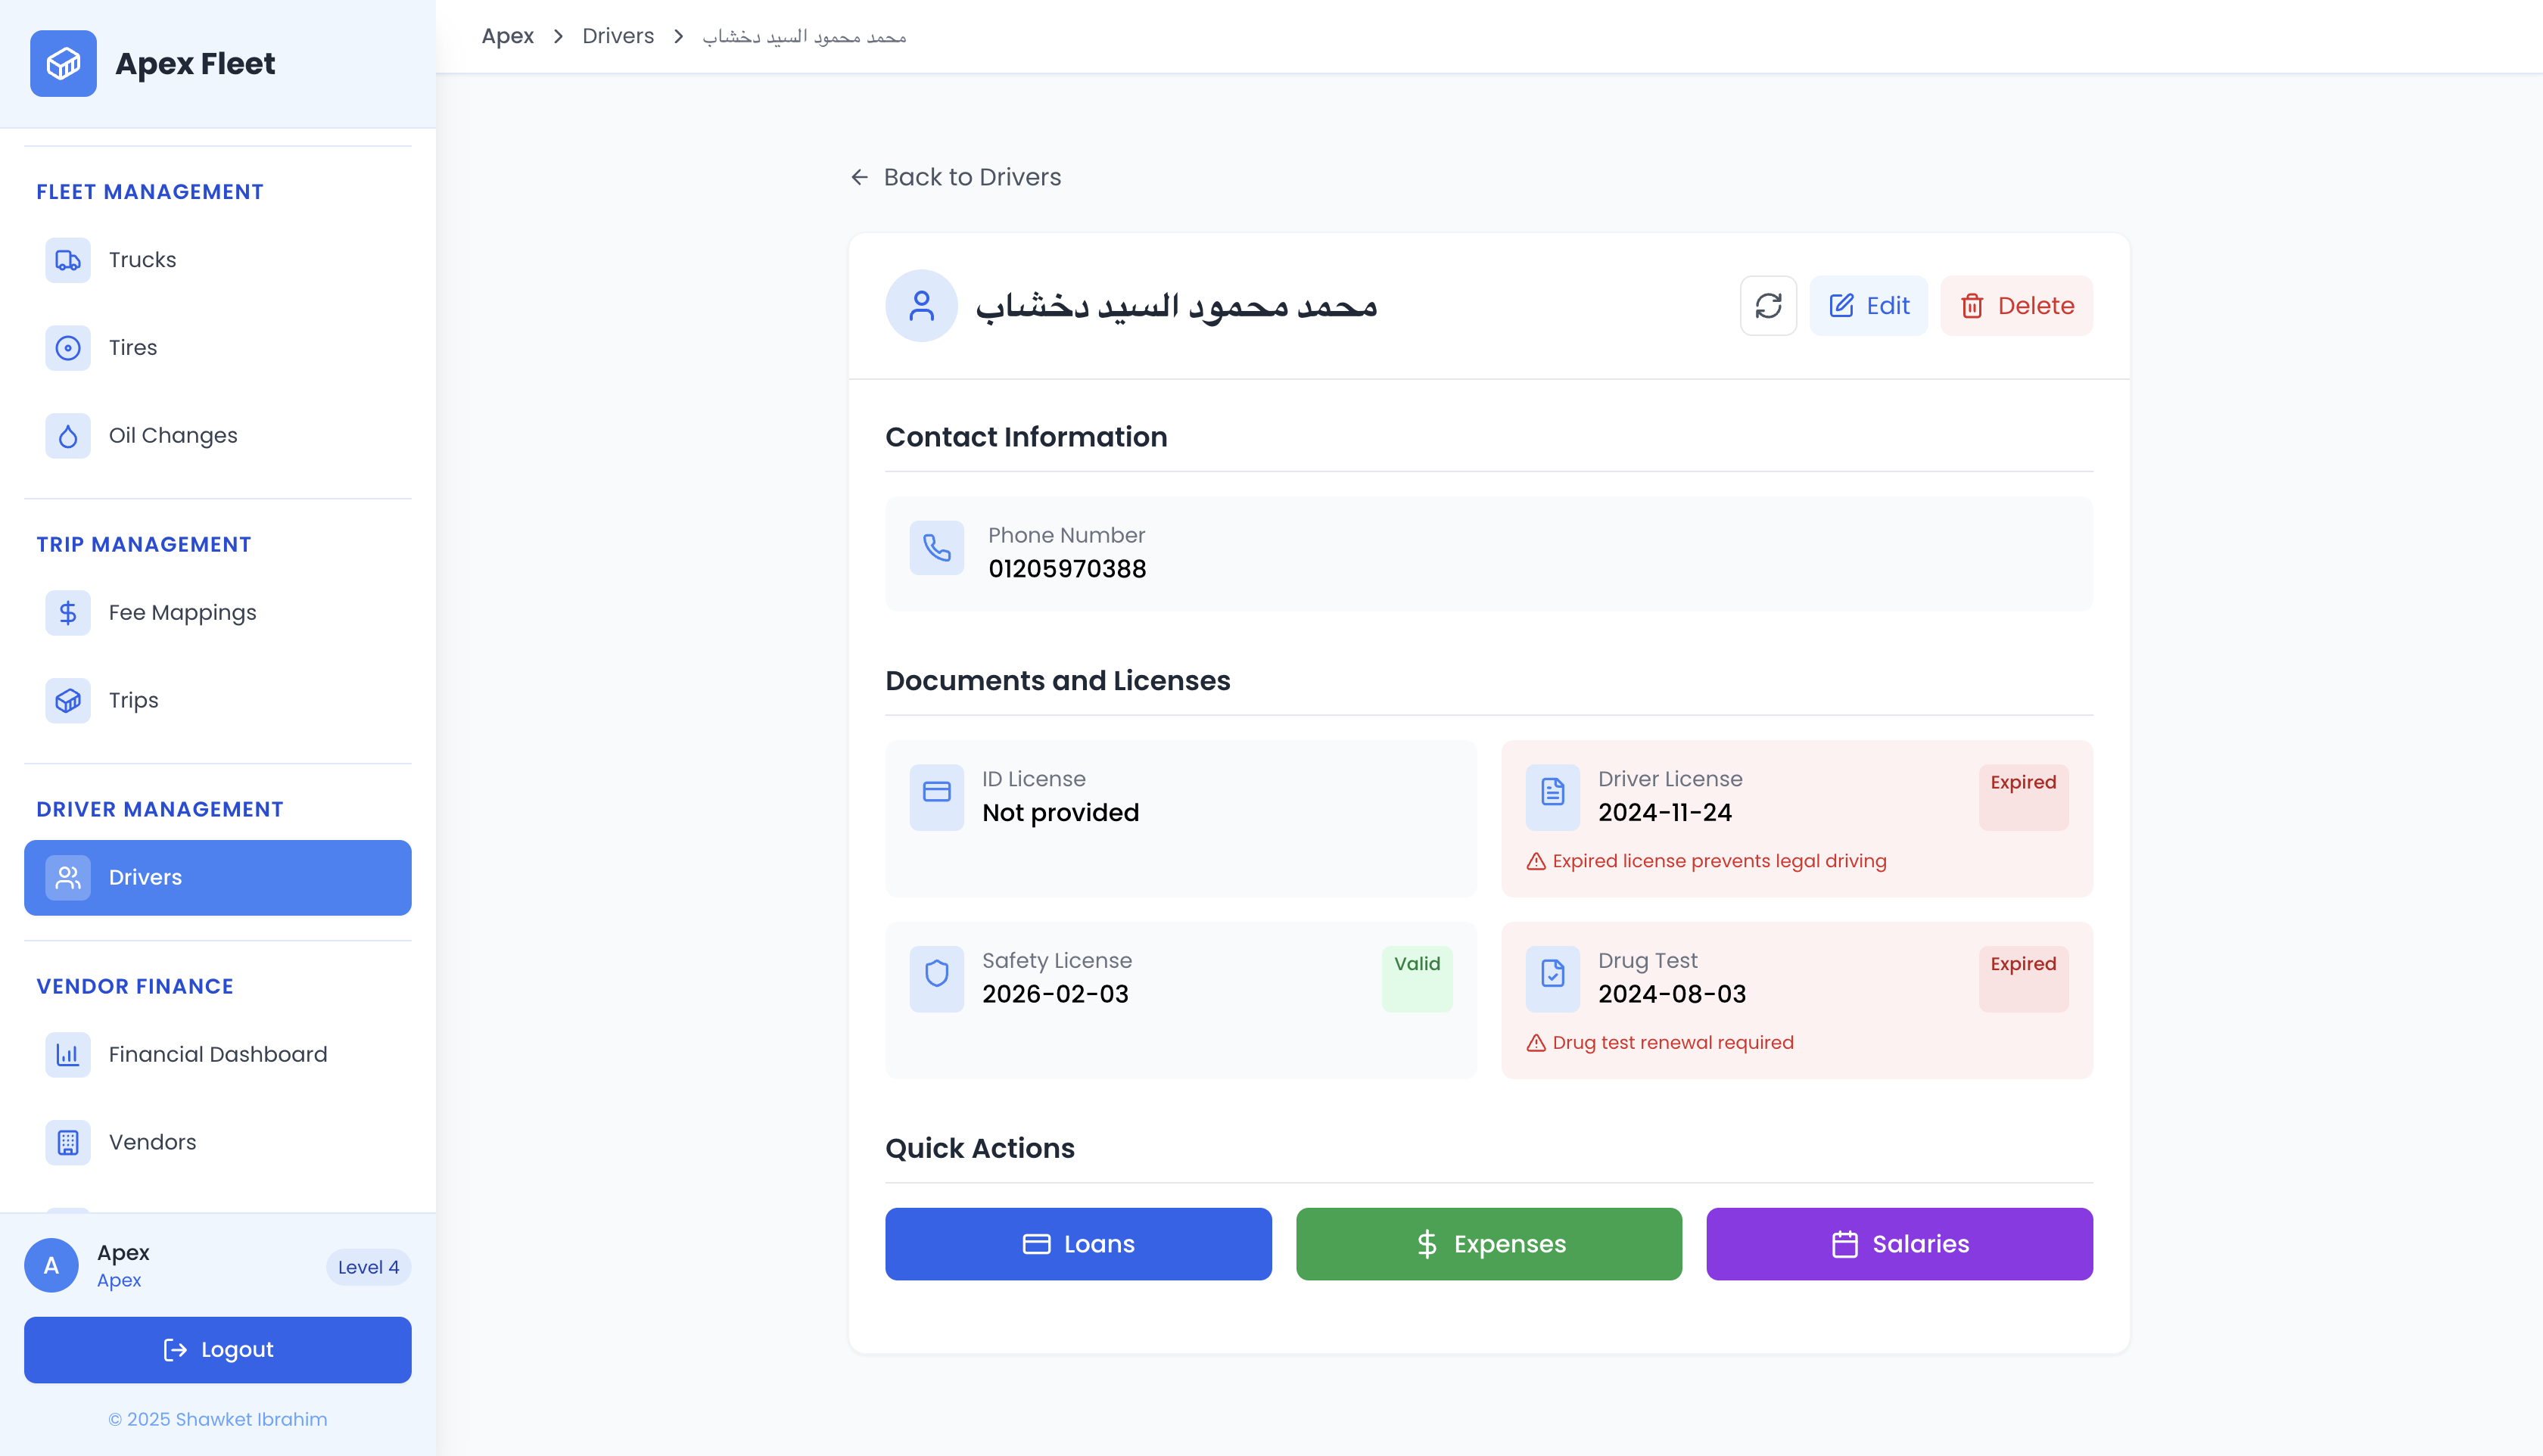 Apex Fleet
FLEET MANAGEMENT
Trucks
Tires
Oil Changes
TRIP MANAGEMENT
Fee Mappings
Trips
DRIVER MANAGEMENT
Drivers
VENDOR FINANCE
Financial Dashboard
Vendors
A
Apex
Apex
Level 4
Logout
© 2025 Shawket Ibrahim
Apex > Drivers > محمد محمود السيد دخشاب
Back to Drivers
محمد محمود السيد دخشاب
Edit
Delete
Contact Information
Phone Number
01205970388
Documents and Licenses
ID License
Not provided
Driver License
2024-11-24
Expired
Expired license prevents legal driving
Safety License
2026-02-03
Valid
Drug Test
2024-08-03
Expired
Drug test renewal required
Quick Actions
Loans
Expenses
Salaries